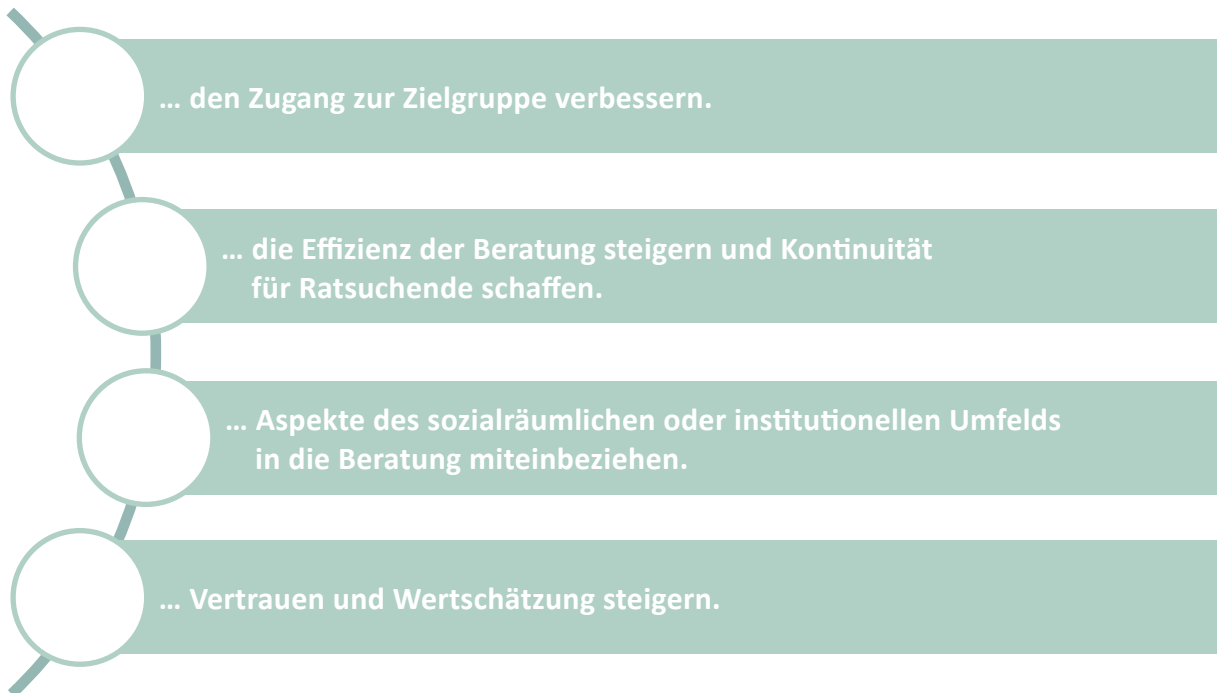 … den Zugang zur Zielgruppe verbessern.
… die Effizienz der Beratung steigern und Kontinuität
für Ratsuchende schaffen.
… Aspekte des sozialräumlichen oder institutionellen Umfelds
in die Beratung miteinbeziehen.
… Vertrauen und Wertschätzung steigern.